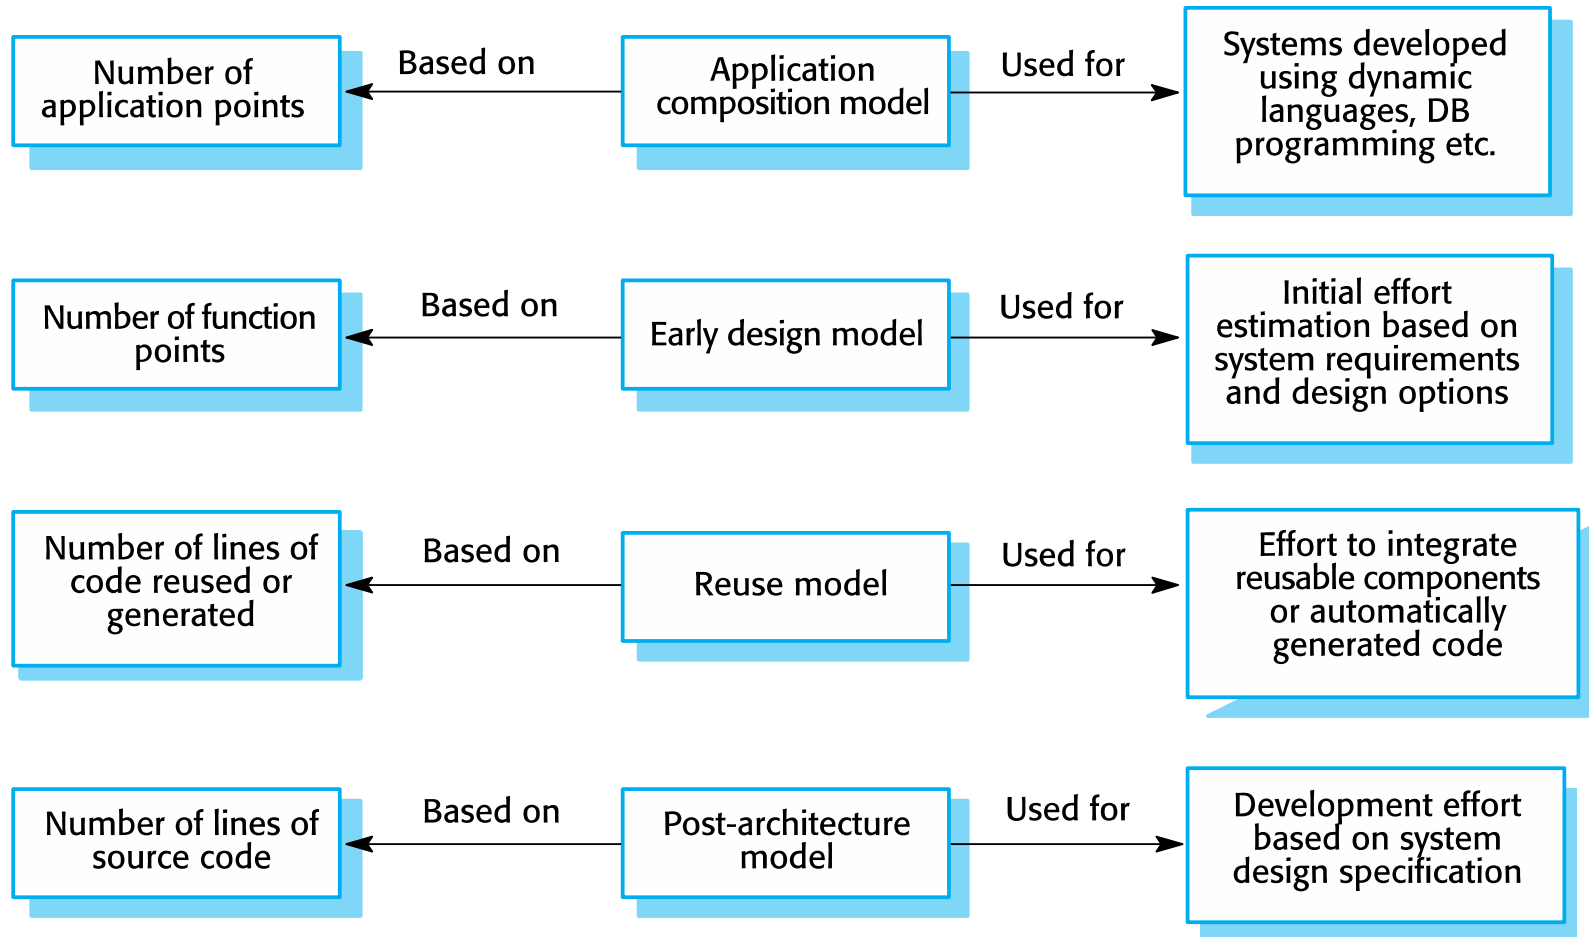 Number of
application points
Based on
Application
composition model
Used for
Systems developed
using dynamic
languages, DB
programming etc.
Number of function
points
Based on
Early design model
Used for
Initial effort
estimation based on
system requirements
and design options
Number of lines of
code reused or
generated
Based on
Reuse model
Used for
Effort to integrate
reusable components
or automatically
generated code
Number of lines of
source code
Based on
Post-architecture
model
Used for
Development effort
based on system
design specification